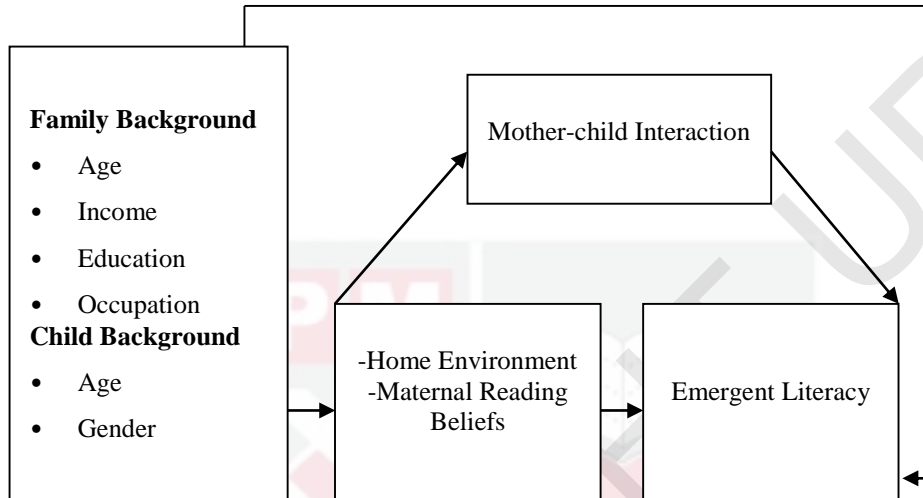 Family Background
• Age
• Income
• Education
• Occupation
Child Background
• Age
• Gender
Mother-child Interaction
-Home Environment
-Maternal Reading
Beliefs
Emergent Literacy